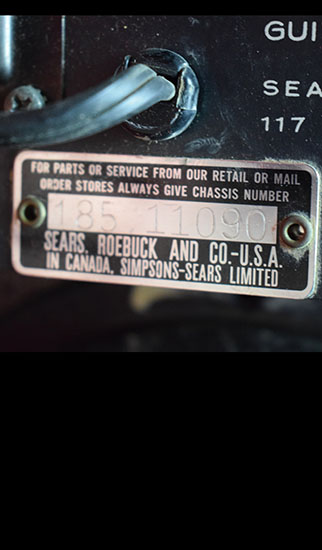 GUI
SEA
117
FOR PARTS OR SERVICE FROM OUR RETAIL OR MAIL
ORDER STORES ALWAYS GIVE CHASSIS NUMBER
185.11090
SEARS, ROEBUCK AND CO.-U.S.A.
IN CANADA, SIMPSONS-SEARS LIMITED